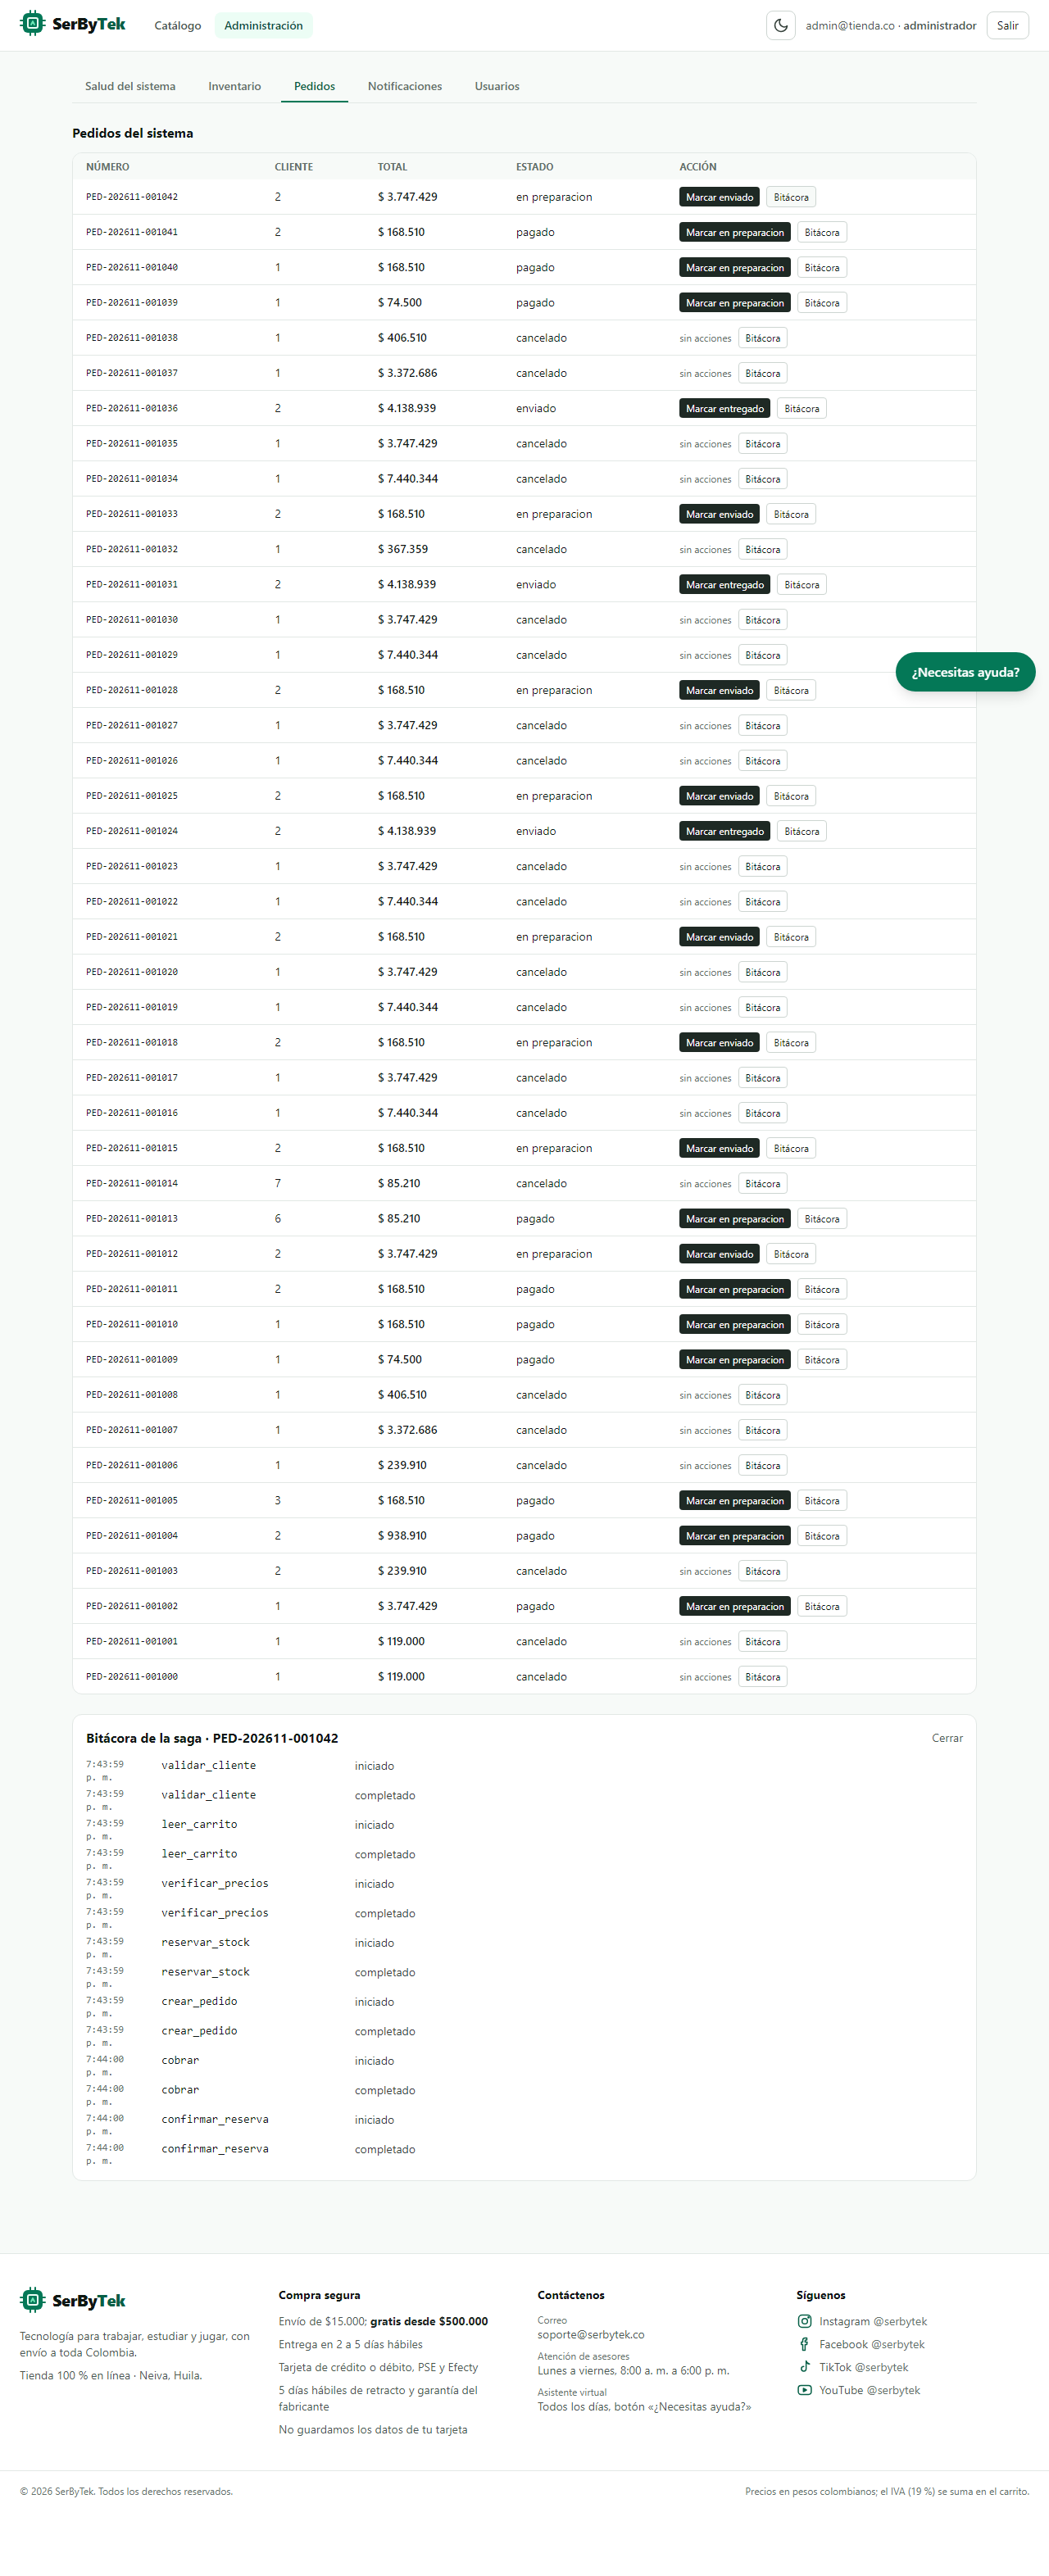 SerByTek Catálogo Administración admin@tienda.co · administrador Salir
Salud del sistema Inventario Pedidos Notificaciones Usuarios
Pedidos del sistema
NÚMERO CLIENTE TOTAL ESTADO ACCIÓN
PED-202611-001042 2 $ 3.747.429 en preparacion Marcar enviado Bitácora
PED-202611-001041 2 $ 168.510 pagado Marcar en preparacion Bitácora
PED-202611-001040 1 $ 168.510 pagado Marcar en preparacion Bitácora
PED-202611-001039 1 $ 74.500 pagado Marcar en preparacion Bitácora
PED-202611-001038 1 $ 406.510 cancelado sin acciones Bitácora
PED-202611-001037 1 $ 3.372.686 cancelado sin acciones Bitácora
PED-202611-001036 2 $ 4.138.939 enviado Marcar entregado Bitácora
PED-202611-001035 1 $ 3.747.429 cancelado sin acciones Bitácora
PED-202611-001034 1 $ 7.440.344 cancelado sin acciones Bitácora
PED-202611-001033 2 $ 168.510 en preparacion Marcar enviado Bitácora
PED-202611-001032 1 $ 367.359 cancelado sin acciones Bitácora
PED-202611-001031 2 $ 4.138.939 enviado Marcar entregado Bitácora
PED-202611-001030 1 $ 3.747.429 cancelado sin acciones Bitácora
PED-202611-001029 1 $ 7.440.344 cancelado sin acciones Bitácora
¿Necesitas ayuda?
PED-202611-001028 2 $ 168.510 en preparacion Marcar enviado Bitácora
PED-202611-001027 1 $ 3.747.429 cancelado sin acciones Bitácora
PED-202611-001026 1 $ 7.440.344 cancelado sin acciones Bitácora
PED-202611-001025 2 $ 168.510 en preparacion Marcar enviado Bitácora
PED-202611-001024 2 $ 4.138.939 enviado Marcar entregado Bitácora
PED-202611-001023 1 $ 3.747.429 cancelado sin acciones Bitácora
PED-202611-001022 1 $ 7.440.344 cancelado sin acciones Bitácora
PED-202611-001021 2 $ 168.510 en preparacion Marcar enviado Bitácora
PED-202611-001020 1 $ 3.747.429 cancelado sin acciones Bitácora
PED-202611-001019 1 $ 7.440.344 cancelado sin acciones Bitácora
PED-202611-001018 2 $ 168.510 en preparacion Marcar enviado Bitácora
PED-202611-001017 1 $ 3.747.429 cancelado sin acciones Bitácora
PED-202611-001016 1 $ 7.440.344 cancelado sin acciones Bitácora
PED-202611-001015 2 $ 168.510 en preparacion Marcar enviado Bitácora
PED-202611-001014 7 $ 85.210 cancelado sin acciones Bitácora
PED-202611-001013 6 $ 85.210 pagado Marcar en preparacion Bitácora
PED-202611-001012 2 $ 3.747.429 en preparacion Marcar enviado Bitácora
PED-202611-001011 2 $ 168.510 pagado Marcar en preparacion Bitácora
PED-202611-001010 1 $ 168.510 pagado Marcar en preparacion Bitácora
PED-202611-001009 1 $ 74.500 pagado Marcar en preparacion Bitácora
PED-202611-001008 1 $ 406.510 cancelado sin acciones Bitácora
PED-202611-001007 1 $ 3.372.686 cancelado sin acciones Bitácora
PED-202611-001006 1 $ 239.910 cancelado sin acciones Bitácora
PED-202611-001005 3 $ 168.510 pagado Marcar en preparacion Bitácora
PED-202611-001004 2 $ 938.910 pagado Marcar en preparacion Bitácora
PED-202611-001003 2 $ 239.910 cancelado sin acciones Bitácora
PED-202611-001002 1 $ 3.747.429 pagado Marcar en preparacion Bitácora
PED-202611-001001 1 $ 119.000 cancelado sin acciones Bitácora
PED-202611-001000 1 $ 119.000 cancelado sin acciones Bitácora
Bitácora de la saga · PED-202611-001042 Cerrar
7:43:59 p. m. validar_cliente iniciado
7:43:59 p. m. validar_cliente completado
7:43:59 p. m. leer_carrito iniciado
7:43:59 p. m. leer_carrito completado
7:43:59 p. m. verificar_precios iniciado
7:43:59 p. m. verificar_precios completado
7:43:59 p. m. reservar_stock iniciado
7:43:59 p. m. reservar_stock completado
7:43:59 p. m. crear_pedido iniciado
7:43:59 p. m. crear_pedido completado
7:44:00 p. m. cobrar iniciado
7:44:00 p. m. cobrar completado
7:44:00 p. m. confirmar_reserva iniciado
7:44:00 p. m. confirmar_reserva completado
SerByTek
Tecnología para trabajar, estudiar y jugar, con
envío a toda Colombia.
Tienda 100 % en línea · Neiva, Huila.
Compra segura
Envío de $15.000; gratis desde $500.000
Entrega en 2 a 5 días hábiles
Tarjeta de crédito o débito, PSE y Efecty
5 días hábiles de retracto y garantía del
fabricante
No guardamos los datos de tu tarjeta
Contáctenos
Correo
soporte@serbytek.co
Atención de asesores
Lunes a viernes, 8:00 a. m. a 6:00 p. m.
Asistente virtual
Todos los días, botón «¿Necesitas ayuda?»
Síguenos
Instagram @serbytek
Facebook @serbytek
TikTok @serbytek
YouTube @serbytek
© 2026 SerByTek. Todos los derechos reservados.
Precios en pesos colombianos; el IVA (19 %) se suma en el carrito.